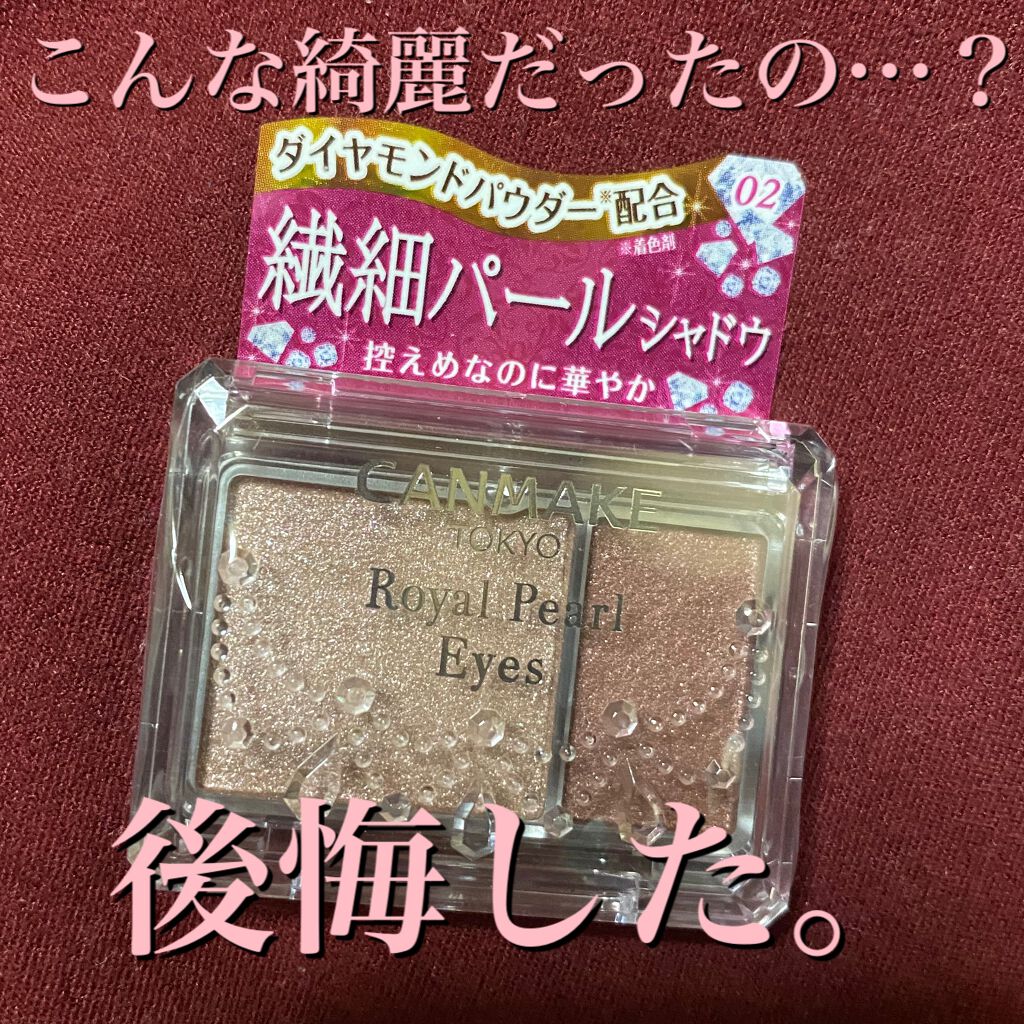 こんな綺麗だったの…？
ダイヤモンドパウダー※配合
02
※着色剤
繊細パールシャドウ
控えめなのに華やか
CANMAKE
TOKYO
Royal Pearl
Eyes
後悔した。